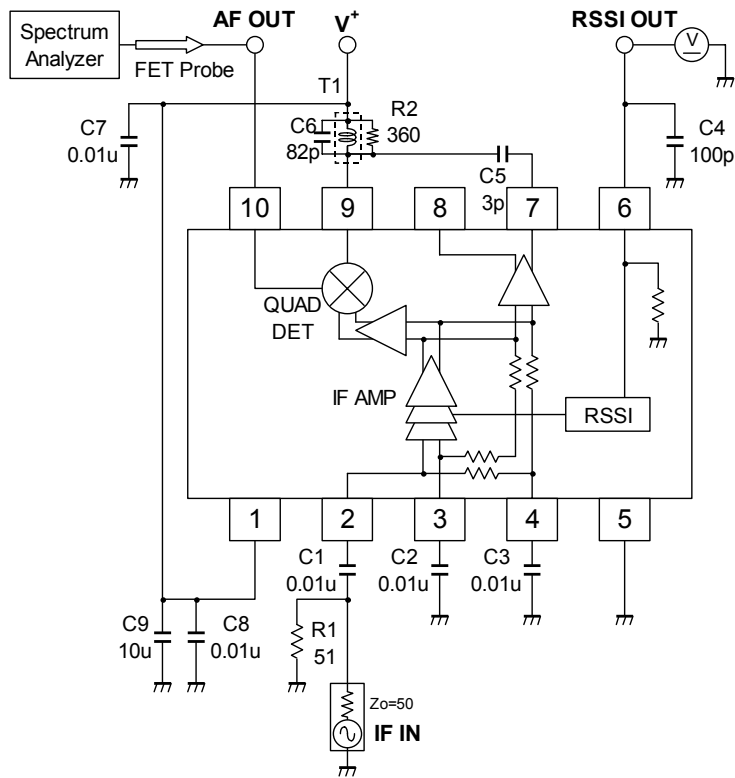 Spectrum
Analyzer
FET Probe
AF OUT
V+
RSSI OUT
V
T1
C7
0.01u
C6
82p
R2
360
C5
3p
C4
100p
10
9
8
7
6
QUAD
DET
IF AMP
RSSI
1
2
3
4
5
C1
0.01u
C2
0.01u
C3
0.01u
C9
10u
C8
0.01u
R1
51
Zo=50
IF IN